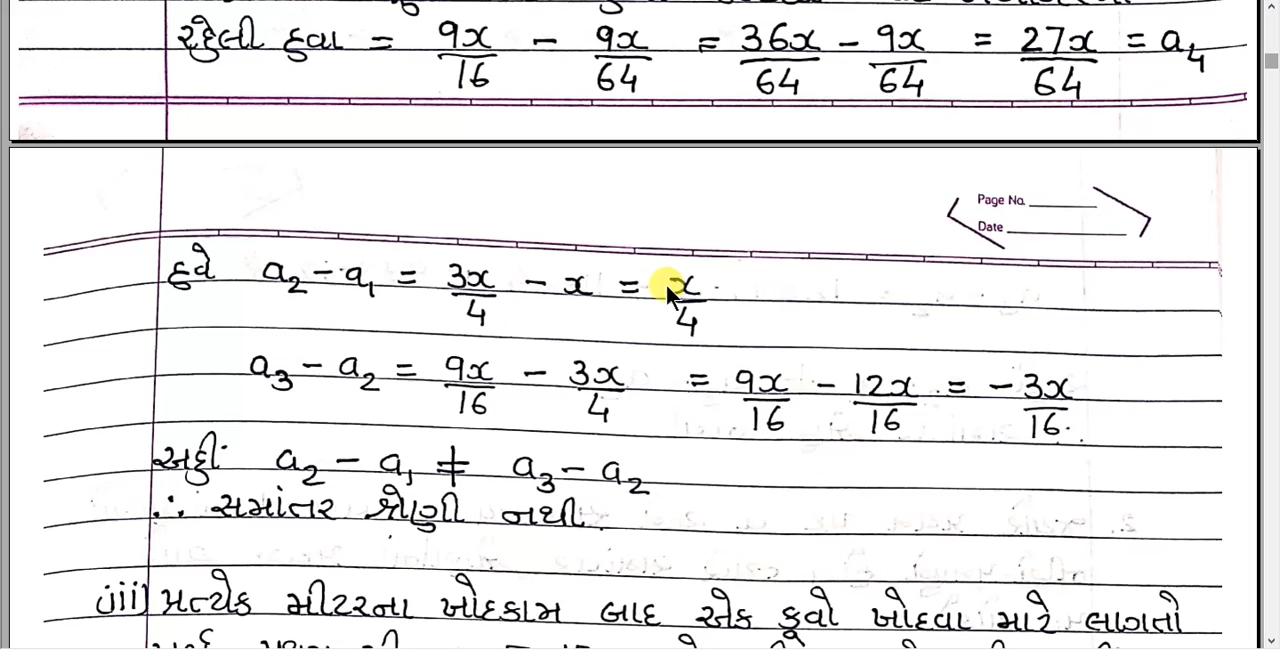 રહેલી હવા = 9x/16 - 9x/64 = 36x/64 - 9x/64 = 27x/64 = a₄
Page No.
Date
હવે a₂ - a₁ = 3x/4 - x = x/4
a₃ - a₂ = 9x/16 - 3x/4 = 9x/16 - 12x/16 = -3x/16.
અહીં a₂ - a₁ ≠ a₃ - a₂
∴ સમાંતર શ્રેણી નથી.
(iii) પ્રત્યેક મીટરના ખોદકામ બાદ એક કૂવો ખોદવા માટે લાગતો